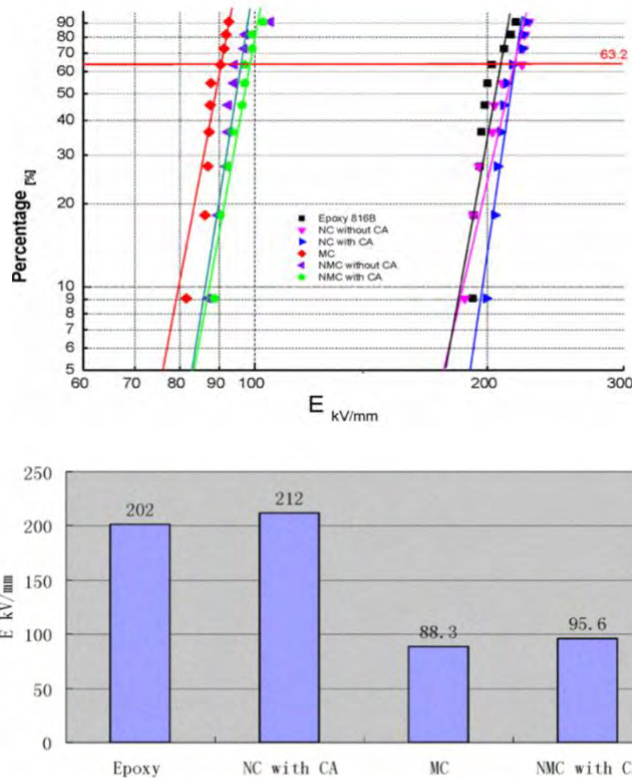 90
80
70
60
50
40
30
20
10
9
8
7
6
5
Percentage [%]
63.2
Epoxy 816B
NC without CA
NC with CA
MC
NMC without CA
NMC with CA
60 70 80 90 100 200 300
E kV/mm
250
200
150
100
50
0
E kV/mm
202
212
88.3
95.6
Epoxy NC with CA MC NMC with C